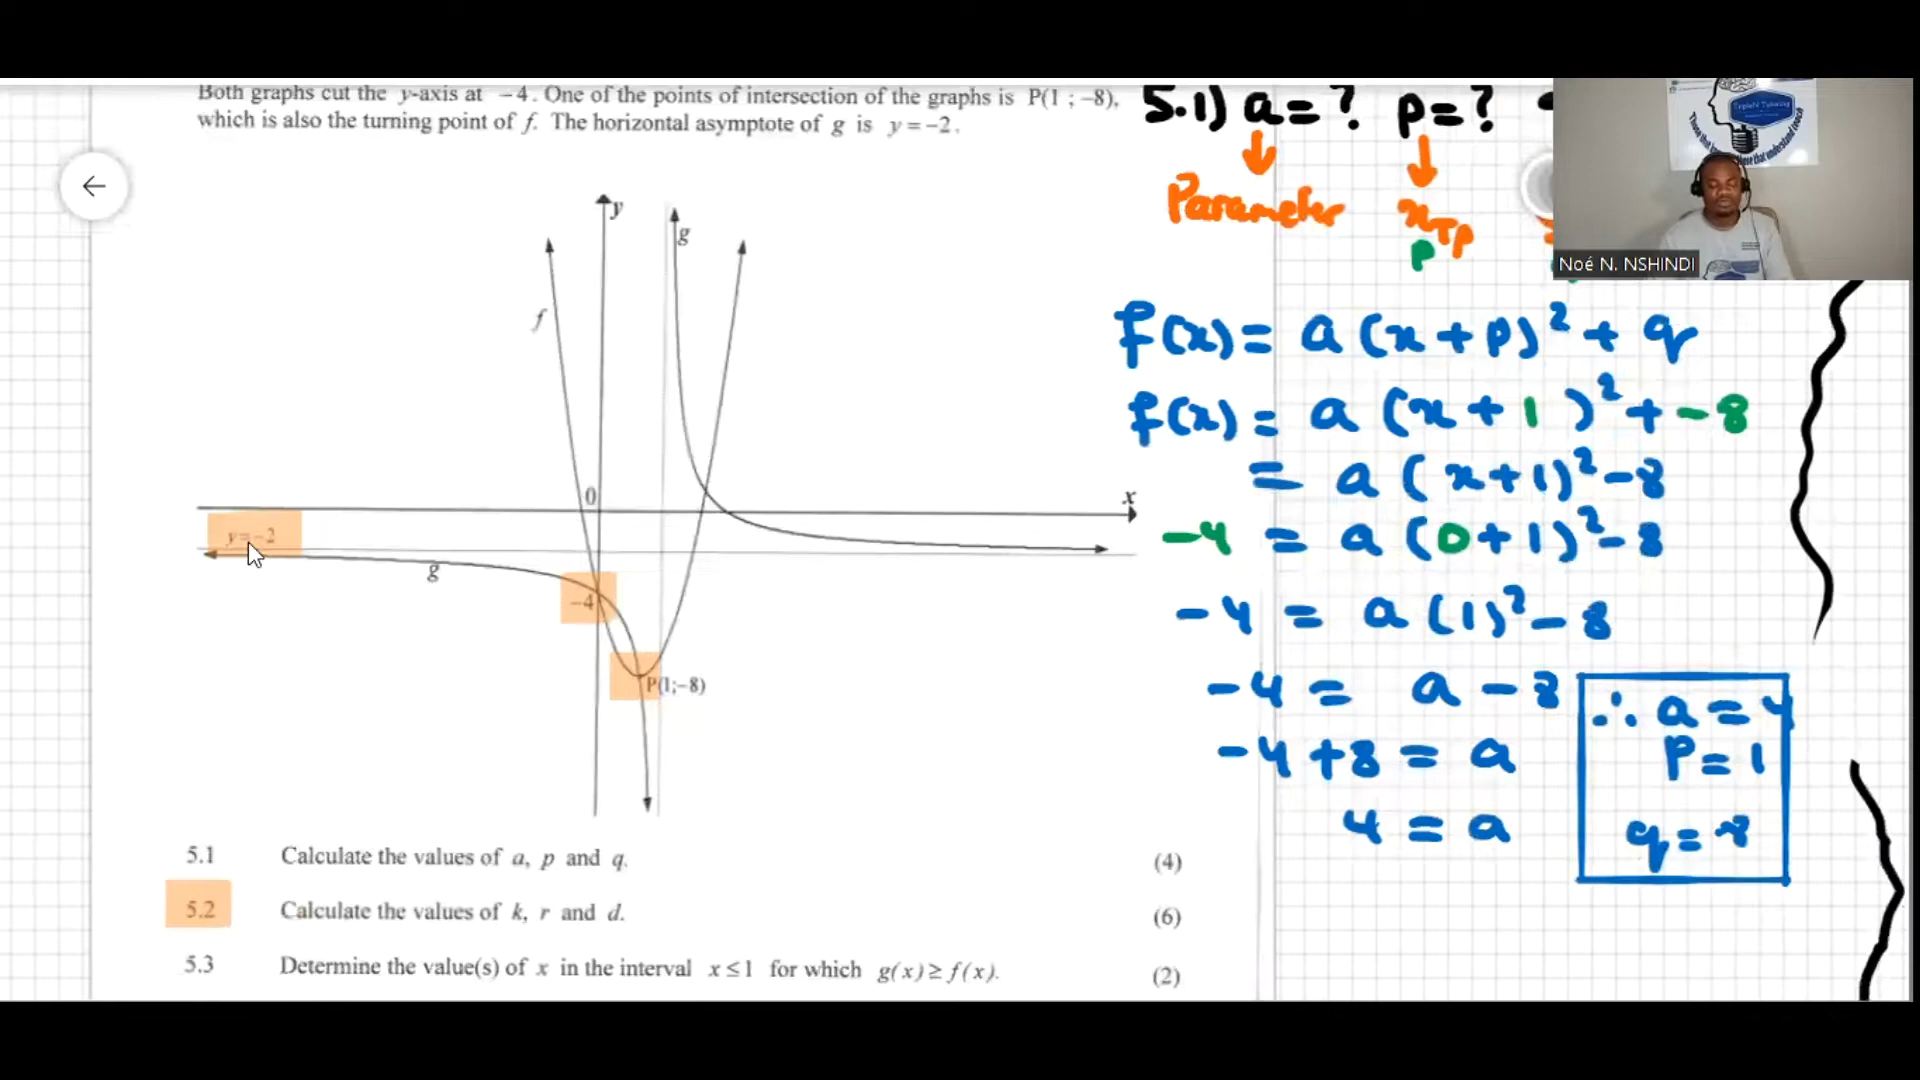 Both graphs cut the y-axis at −4. One of the points of intersection of the graphs is P(1 ; −8),
which is also the turning point of f. The horizontal asymptote of g is y = −2.
y
g
f
0
x
y = −2
g
−4
P(1;−8)
5.1 Calculate the values of a, p and q. (4)
5.2 Calculate the values of k, r and d. (6)
5.3 Determine the value(s) of x in the interval x ≤ 1 for which g(x) ≥ f(x). (2)
5.1) a=? p=?
Parameter xTP
p
f(x) = a(x+p)² + q
f(x) = a(x+1)² + -8
= a(x+1)² - 8
-4 = a(0+1)² - 8
-4 = a(1)² - 8
-4 = a - 8
-4+8 = a
4 = a
∴ a = 4
P = 1
TripleN Tutoring
Noé N. NSHINDI